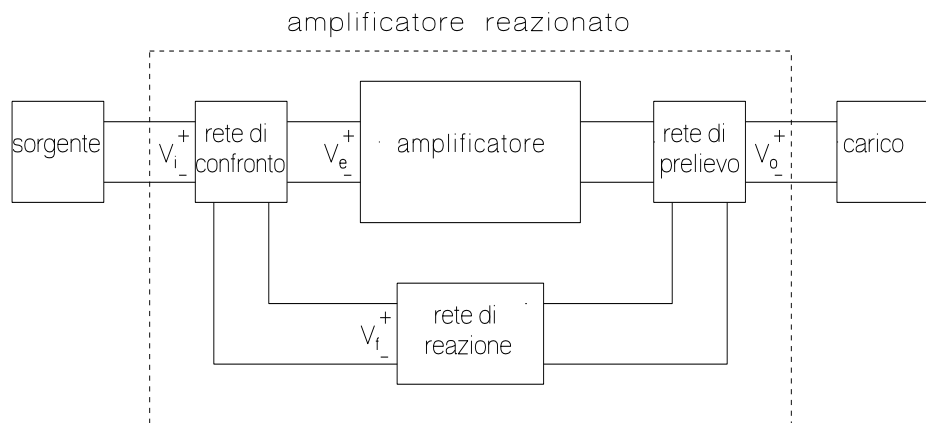 amplificatore reazionato
sorgente
V_i
+
-
rete di
confronto
V_e
+
-
amplificatore
rete di
prelievo
V_o
+
-
carico
V_f
+
-
rete di
reazione